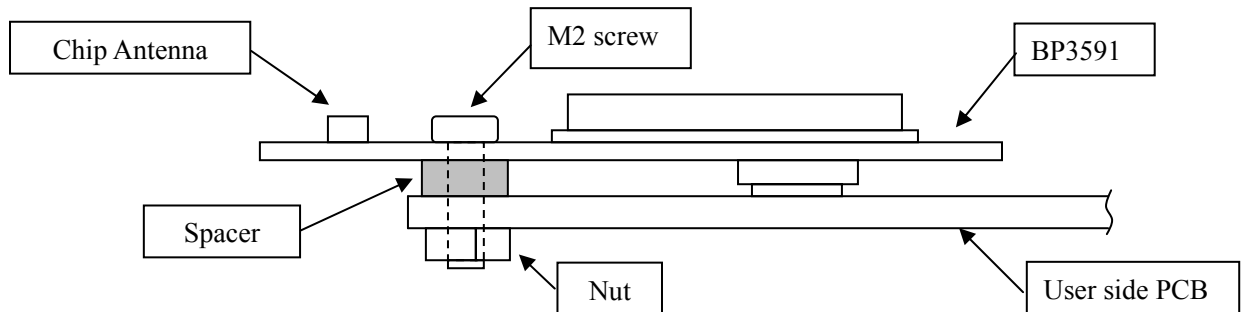 Chip Antenna
M2 screw
BP3591
Spacer
Nut
User side PCB